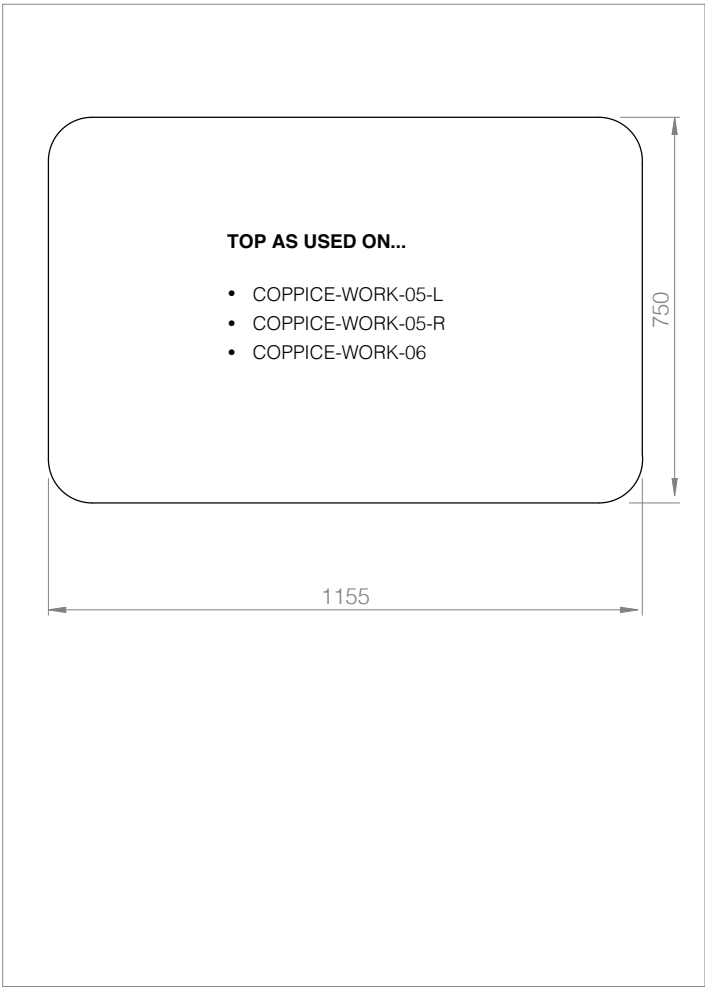 TOP AS USED ON...
• COPPICE-WORK-05-L
• COPPICE-WORK-05-R
• COPPICE-WORK-06
750
1155